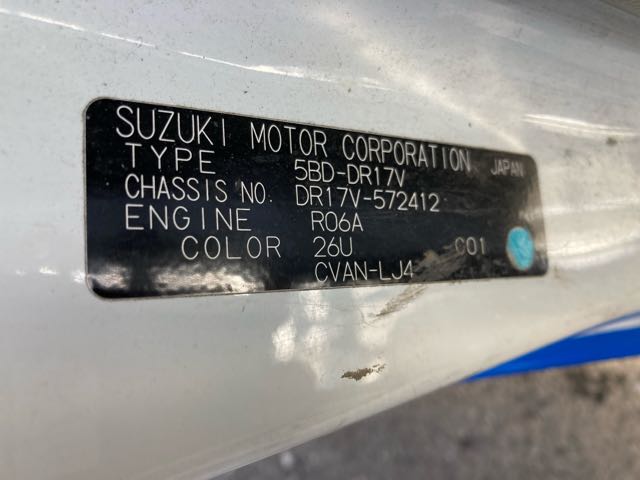 SUZUKI MOTOR CORPORATION JAPAN
TYPE 5BD-DR17V
CHASSIS NO. DR17V-572412
ENGINE R06A
COLOR 26U C01
CVAN-LJ4